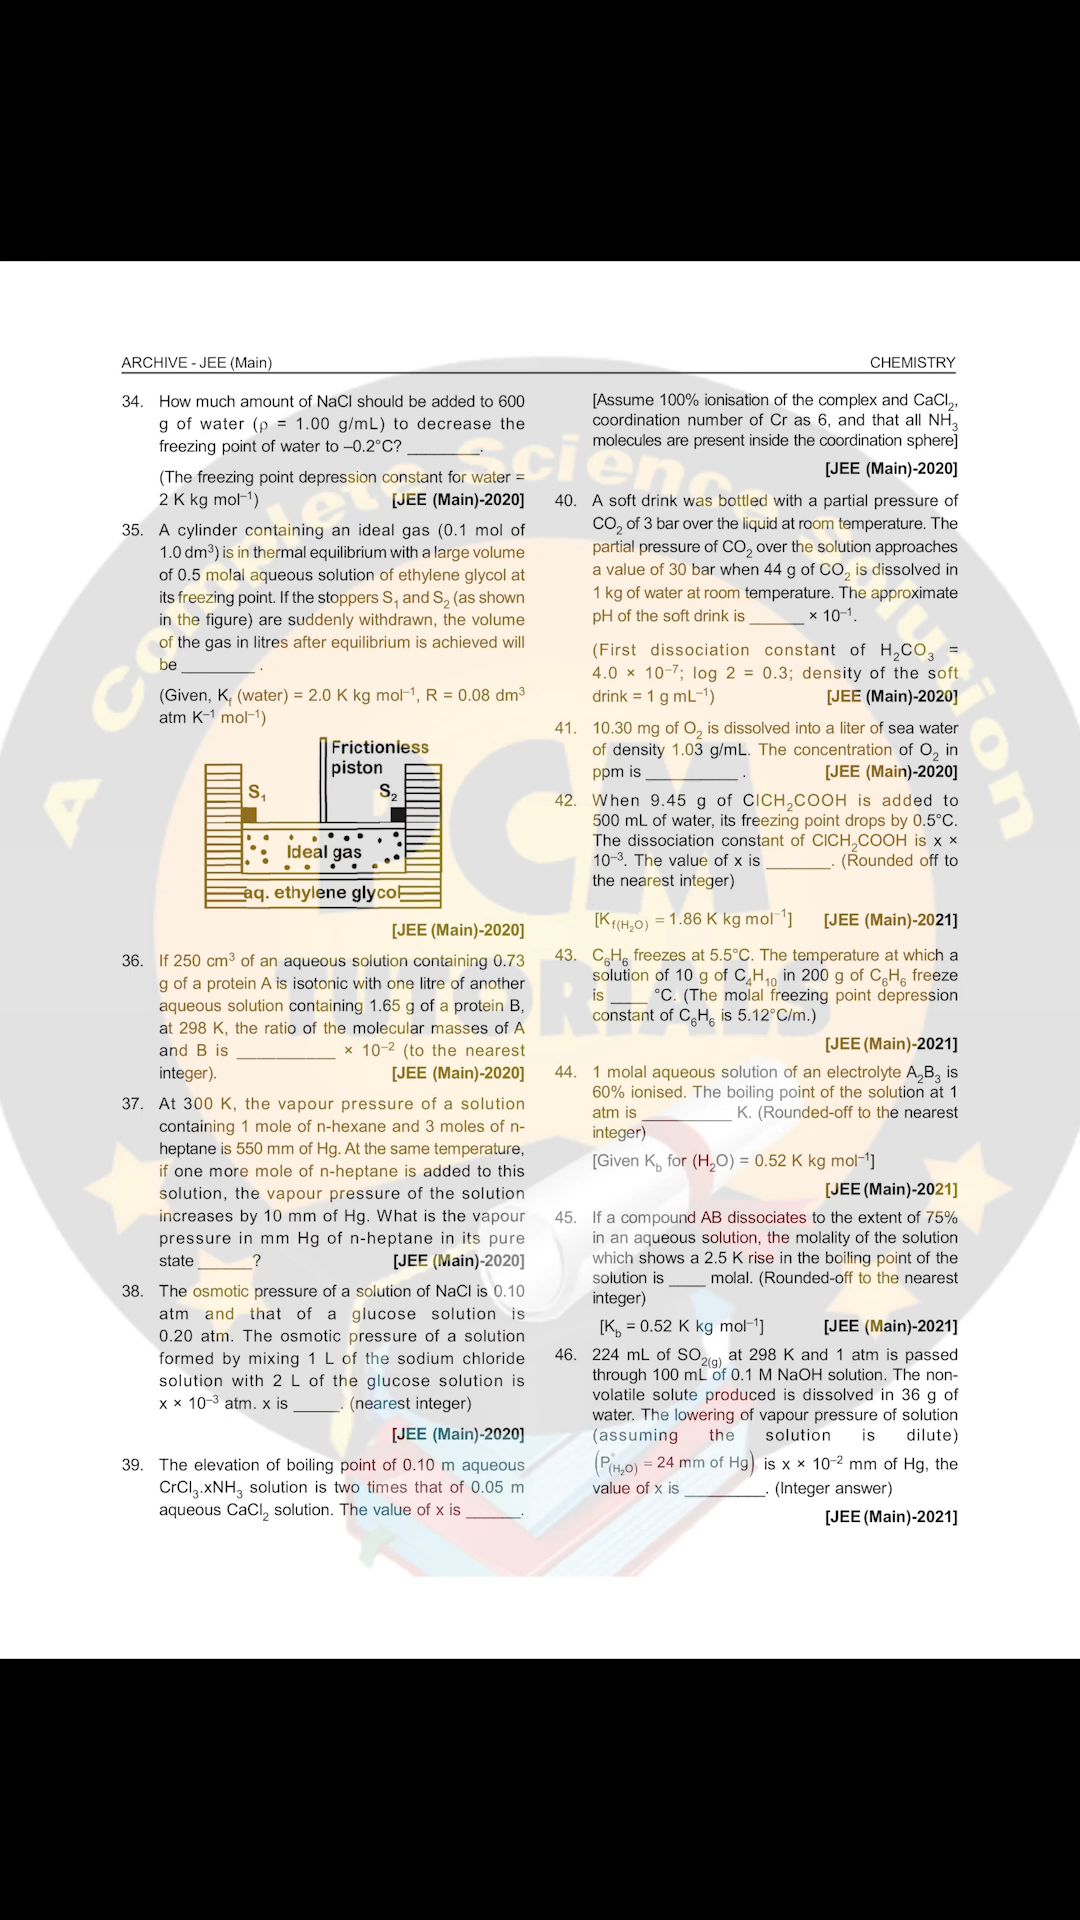 ARCHIVE - JEE (Main)
CHEMISTRY
34. How much amount of NaCl should be added to 600
g of water (ρ = 1.00 g/mL) to decrease the
freezing point of water to –0.2°C? ________.
(The freezing point depression constant for water =
2 K kg mol⁻¹) [JEE (Main)-2020]
35. A cylinder containing an ideal gas (0.1 mol of
1.0 dm³) is in thermal equilibrium with a large volume
of 0.5 molal aqueous solution of ethylene glycol at
its freezing point. If the stoppers S₁ and S₂ (as shown
in the figure) are suddenly withdrawn, the volume
of the gas in litres after equilibrium is achieved will
be ________ .
(Given, K_f (water) = 2.0 K kg mol⁻¹, R = 0.08 dm³
atm K⁻¹ mol⁻¹)
Frictionless
piston
S₁
S₂
Ideal gas
aq. ethylene glycol
[JEE (Main)-2020]
36. If 250 cm³ of an aqueous solution containing 0.73
g of a protein A is isotonic with one litre of another
aqueous solution containing 1.65 g of a protein B,
at 298 K, the ratio of the molecular masses of A
and B is __________ × 10⁻² (to the nearest
integer). [JEE (Main)-2020]
37. At 300 K, the vapour pressure of a solution
containing 1 mole of n-hexane and 3 moles of n-
heptane is 550 mm of Hg. At the same temperature,
if one more mole of n-heptane is added to this
solution, the vapour pressure of the solution
increases by 10 mm of Hg. What is the vapour
pressure in mm Hg of n-heptane in its pure
state ______? [JEE (Main)-2020]
38. The osmotic pressure of a solution of NaCl is 0.10
atm and that of a glucose solution is
0.20 atm. The osmotic pressure of a solution
formed by mixing 1 L of the sodium chloride
solution with 2 L of the glucose solution is
x × 10⁻³ atm. x is _____. (nearest integer)
[JEE (Main)-2020]
39. The elevation of boiling point of 0.10 m aqueous
CrCl₃.xNH₃ solution is two times that of 0.05 m
aqueous CaCl₂ solution. The value of x is ______.
[Assume 100% ionisation of the complex and CaCl₂,
coordination number of Cr as 6, and that all NH₃
molecules are present inside the coordination sphere]
[JEE (Main)-2020]
40. A soft drink was bottled with a partial pressure of
CO₂ of 3 bar over the liquid at room temperature. The
partial pressure of CO₂ over the solution approaches
a value of 30 bar when 44 g of CO₂ is dissolved in
1 kg of water at room temperature. The approximate
pH of the soft drink is ______ × 10⁻¹.
(First dissociation constant of H₂CO₃ =
4.0 × 10⁻⁷; log 2 = 0.3; density of the soft
drink = 1 g mL⁻¹) [JEE (Main)-2020]
41. 10.30 mg of O₂ is dissolved into a liter of sea water
of density 1.03 g/mL. The concentration of O₂ in
ppm is __________ . [JEE (Main)-2020]
42. When 9.45 g of ClCH₂COOH is added to
500 mL of water, its freezing point drops by 0.5°C.
The dissociation constant of ClCH₂COOH is x ×
10⁻³. The value of x is _______. (Rounded off to
the nearest integer)
[K_f(H₂O) = 1.86 K kg mol⁻¹] [JEE (Main)-2021]
43. C₆H₆ freezes at 5.5°C. The temperature at which a
solution of 10 g of C₄H₁₀ in 200 g of C₆H₆ freeze
is ____ °C. (The molal freezing point depression
constant of C₆H₆ is 5.12°C/m.)
[JEE (Main)-2021]
44. 1 molal aqueous solution of an electrolyte A₂B₃ is
60% ionised. The boiling point of the solution at 1
atm is __________ K. (Rounded-off to the nearest
integer)
[Given K_b for (H₂O) = 0.52 K kg mol⁻¹]
[JEE (Main)-2021]
45. If a compound AB dissociates to the extent of 75%
in an aqueous solution, the molality of the solution
which shows a 2.5 K rise in the boiling point of the
solution is ____ molal. (Rounded-off to the nearest
integer)
[K_b = 0.52 K kg mol⁻¹] [JEE (Main)-2021]
46. 224 mL of SO₂₍g₎ at 298 K and 1 atm is passed
through 100 mL of 0.1 M NaOH solution. The non-
volatile solute produced is dissolved in 36 g of
water. The lowering of vapour pressure of solution
(assuming the solution is dilute)
(P°(H₂O) = 24 mm of Hg) is x × 10⁻² mm of Hg, the
value of x is _________. (Integer answer)
[JEE (Main)-2021]
A Complete Science Solution
PCM
TUTORIALS